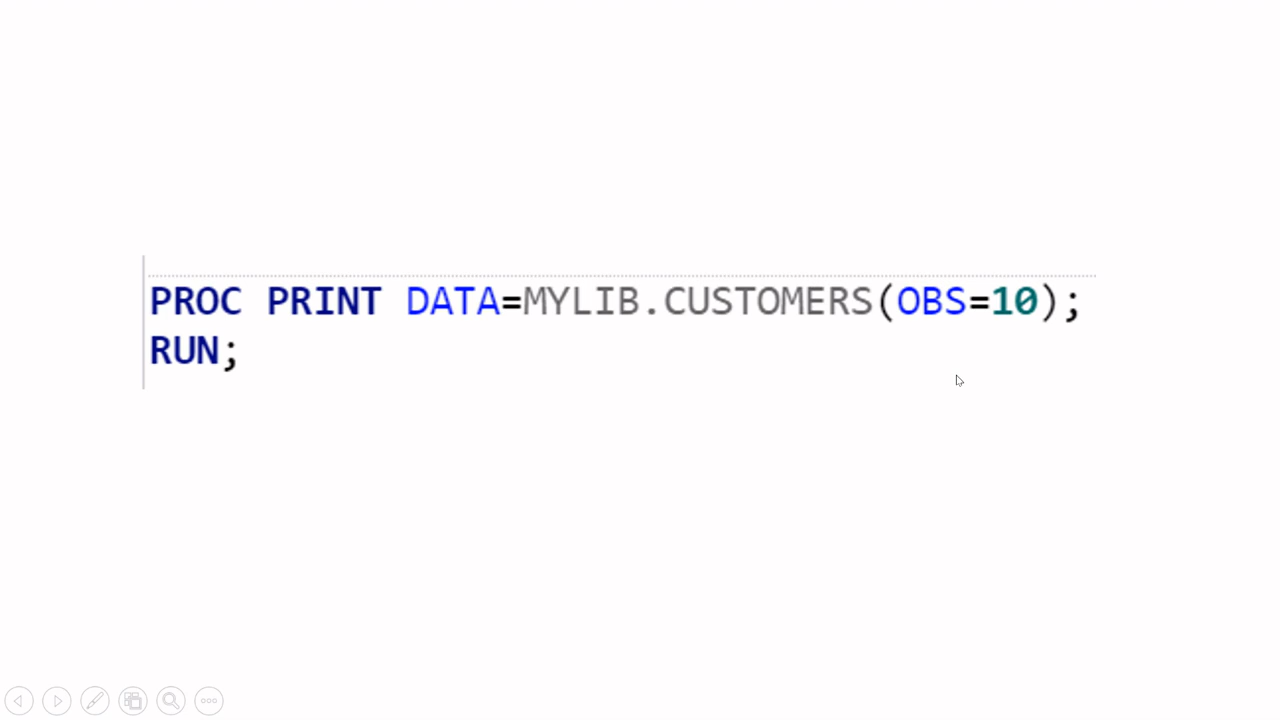 PROC PRINT DATA=MYLIB.CUSTOMERS(OBS=10);
RUN;